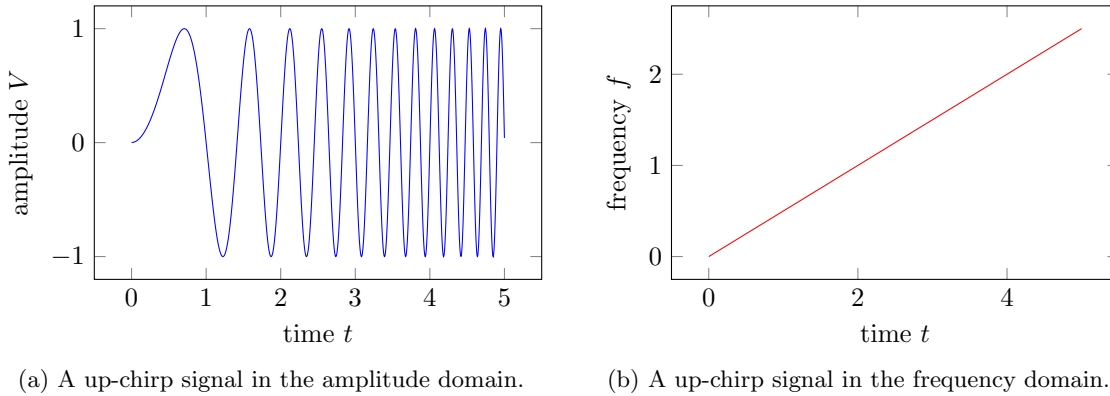 1
0
−1
amplitude V
0 1 2 3 4 5
time t
(a) A up-chirp signal in the amplitude domain.
2
1
0
frequency f
0 2 4
time t
(b) A up-chirp signal in the frequency domain.